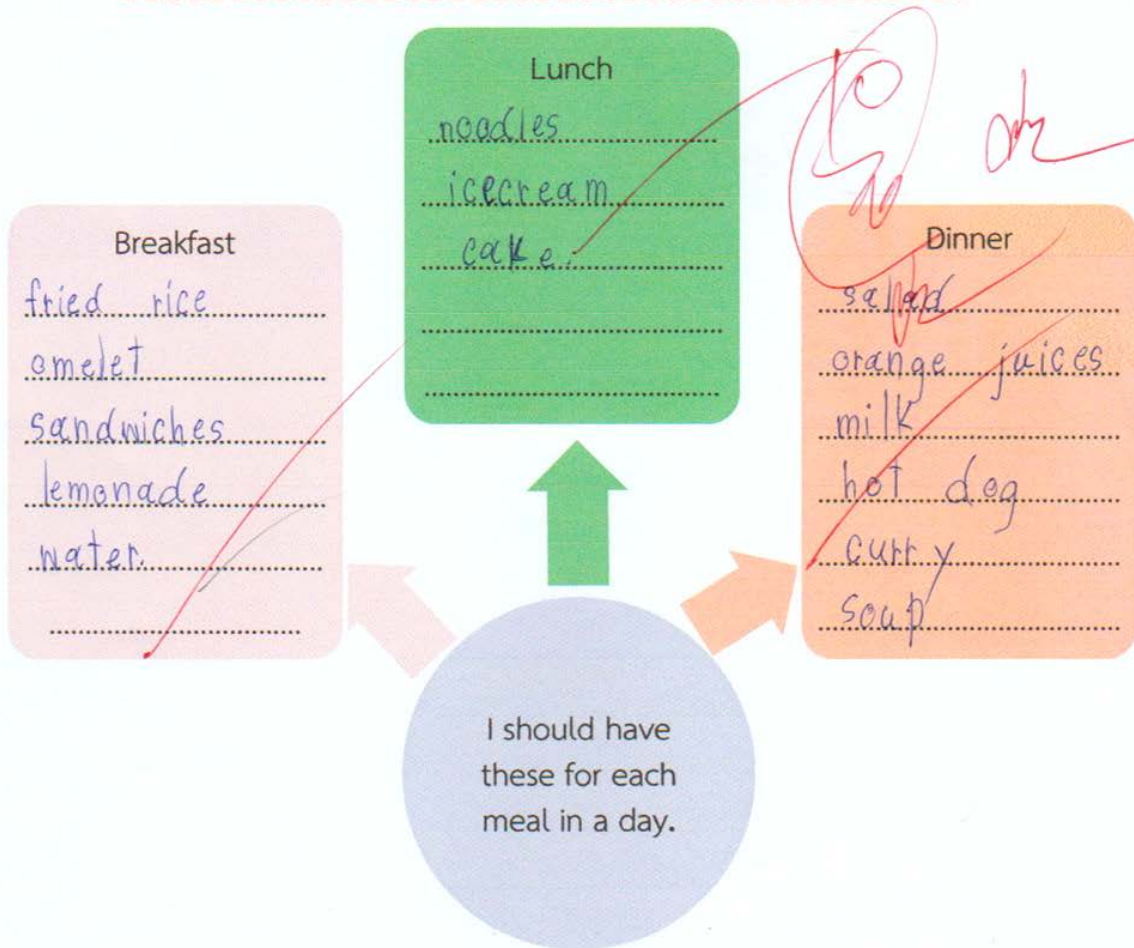 Lunch
noodles
icecream
cake.
Breakfast
fried rice
omelet
sandwiches
lemonade
water.
Dinner
salad
orange juices
milk
hot dog
curry
soup
I should have
these for each
meal in a day.